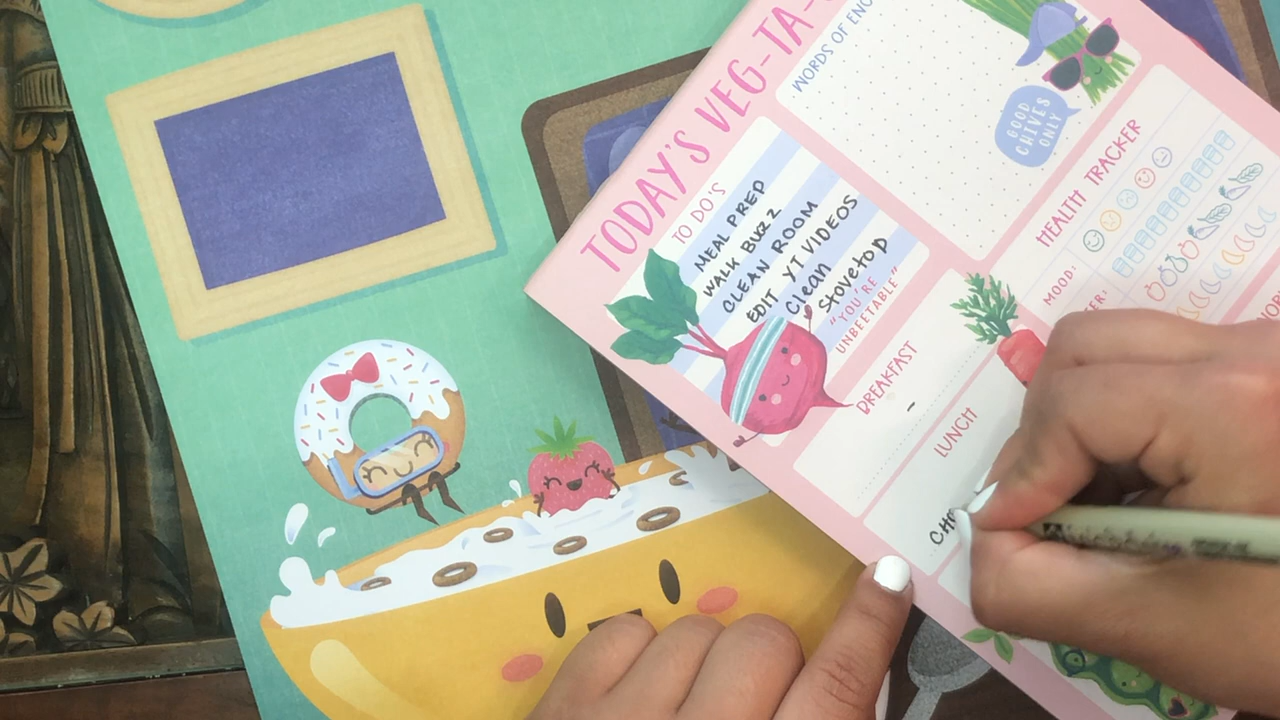 TODAY'S VEG-TA-
WORDS OF ENC
TO DO'S
MEAL PREP
WALK BUZZ
CLEAN ROOM
EDIT YT VIDEOS
Clean
Stovetop
"YOU'RE
UNBEETABLE"
GOOD
CHIVES
ONLY
HEALTH TRACKER
MOOD:
BREAKFAST
-
LUNCH
CH